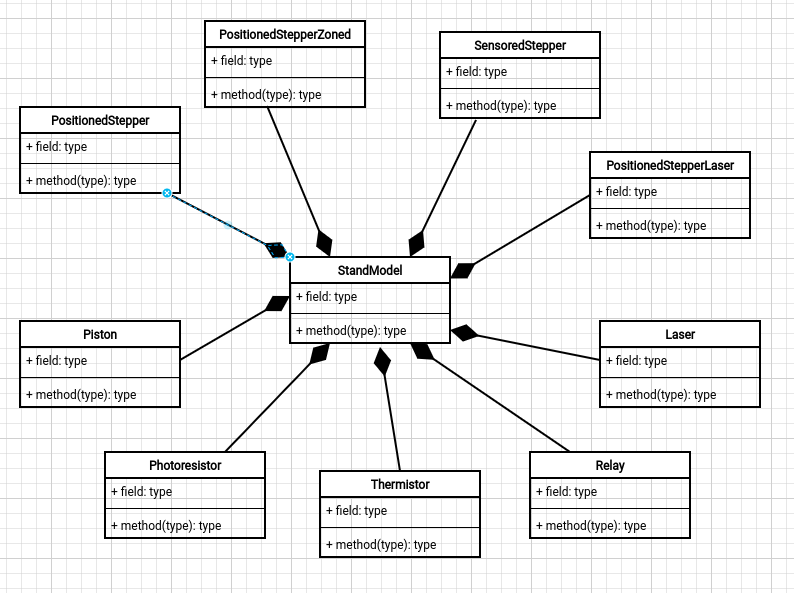 PositionedStepperZoned
+ field: type
+ method(type): type
SensoredStepper
+ field: type
+ method(type): type
PositionedStepper
+ field: type
+ method(type): type
PositionedStepperLaser
+ field: type
+ method(type): type
StandModel
+ field: type
+ method(type): type
Piston
+ field: type
+ method(type): type
Laser
+ field: type
+ method(type): type
Photoresistor
+ field: type
+ method(type): type
Thermistor
+ field: type
+ method(type): type
Relay
+ field: type
+ method(type): type